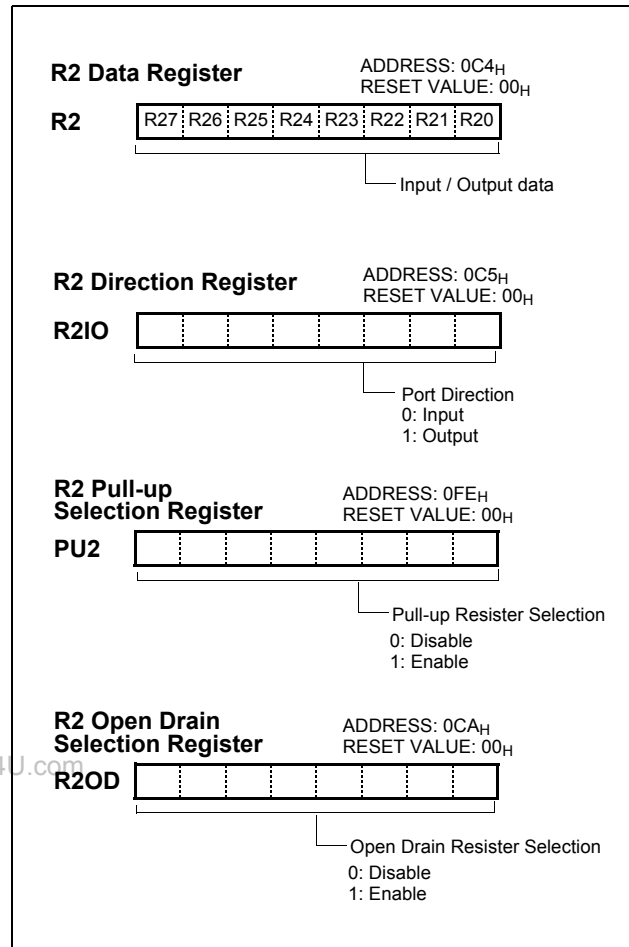 R2 Data Register
ADDRESS: 0C4H
RESET VALUE: 00H
R2
R27 R26 R25 R24 R23 R22 R21 R20
Input / Output data
R2 Direction Register
ADDRESS: 0C5H
RESET VALUE: 00H
R2IO
Port Direction
0: Input
1: Output
R2 Pull-up
Selection Register
ADDRESS: 0FEH
RESET VALUE: 00H
PU2
Pull-up Resister Selection
0: Disable
1: Enable
R2 Open Drain
Selection Register
ADDRESS: 0CAH
RESET VALUE: 00H
4U.com
R2OD
Open Drain Resister Selection
0: Disable
1: Enable